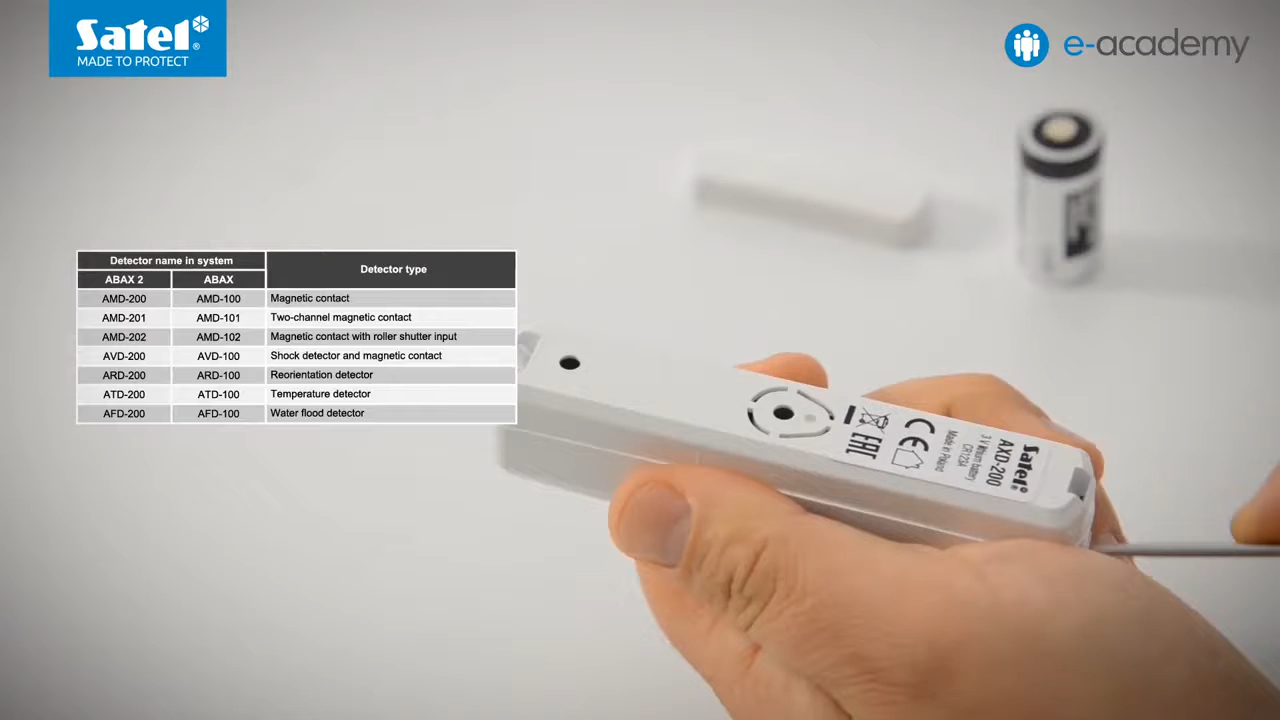 Satel®
MADE TO PROTECT
e-academy
Detector name in system
Detector type
ABAX 2
ABAX
AMD-200 AMD-100 Magnetic contact
AMD-201 AMD-101 Two-channel magnetic contact
AMD-202 AMD-102 Magnetic contact with roller shutter input
AVD-200 AVD-100 Shock detector and magnetic contact
ARD-200 ARD-100 Reorientation detector
ATD-200 ATD-100 Temperature detector
AFD-200 AFD-100 Water flood detector
Satel®
AXD-200
3 V lithium battery
CR123A
Made in Poland
CE
EAC